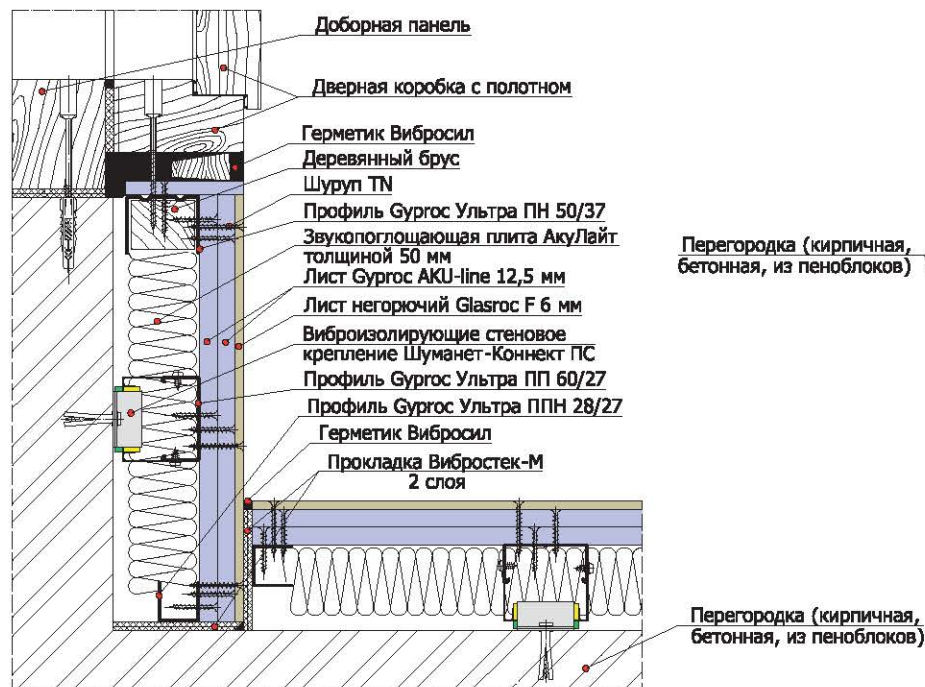 Доборная панель
Дверная коробка с полотном
Герметик Вибросил
Деревянный брус
Шуруп TN
Профиль Gyproc Ультра ПН 50/37
Звукопоглощающая плита АкуЛайт
толщиной 50 мм
Лист Gyproc AKU-line 12,5 мм
Лист негорючий Glasroc F 6 мм
Виброизолирующие стеновое
крепление Шуманет-Коннект ПС
Профиль Gyproc Ультра ПП 60/27
Профиль Gyproc Ультра ППН 28/27
Герметик Вибросил
Прокладка Вибростек-М
2 слоя
Перегородка (кирпичная,
бетонная, из пеноблоков)
Перегородка (кирпичная,
бетонная, из пеноблоков)